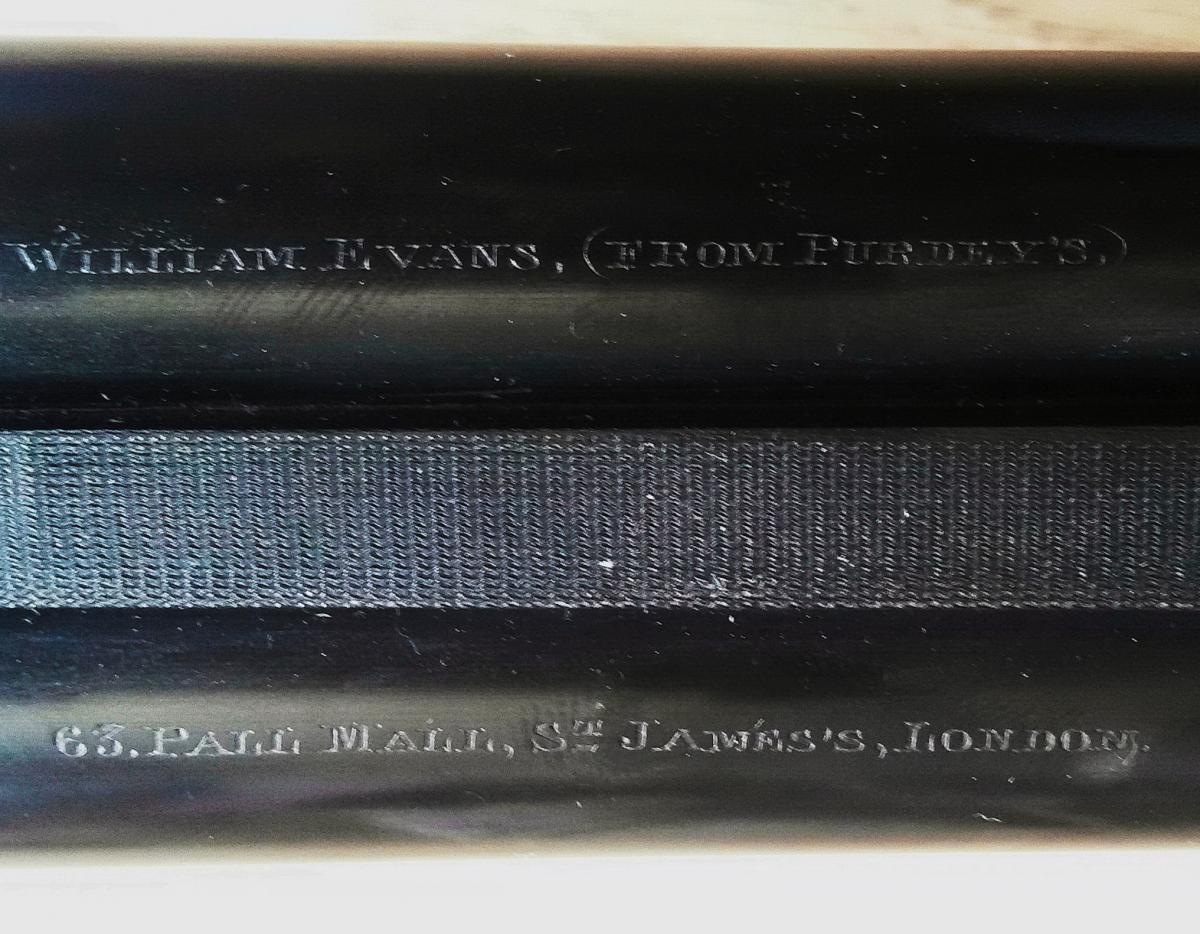 WILLIAM EVANS, (FROM PURDEY'S.)
63. PALL MALL, ST JAMES'S, LONDON.